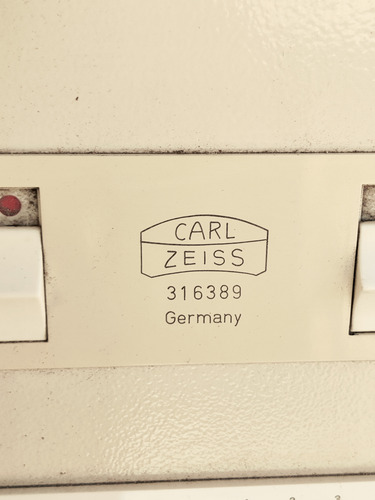 CARL
ZEISS
316389
Germany